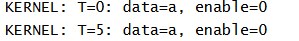 KERNEL: T=0: data=a, enable=0
KERNEL: T=5: data=a, enable=0